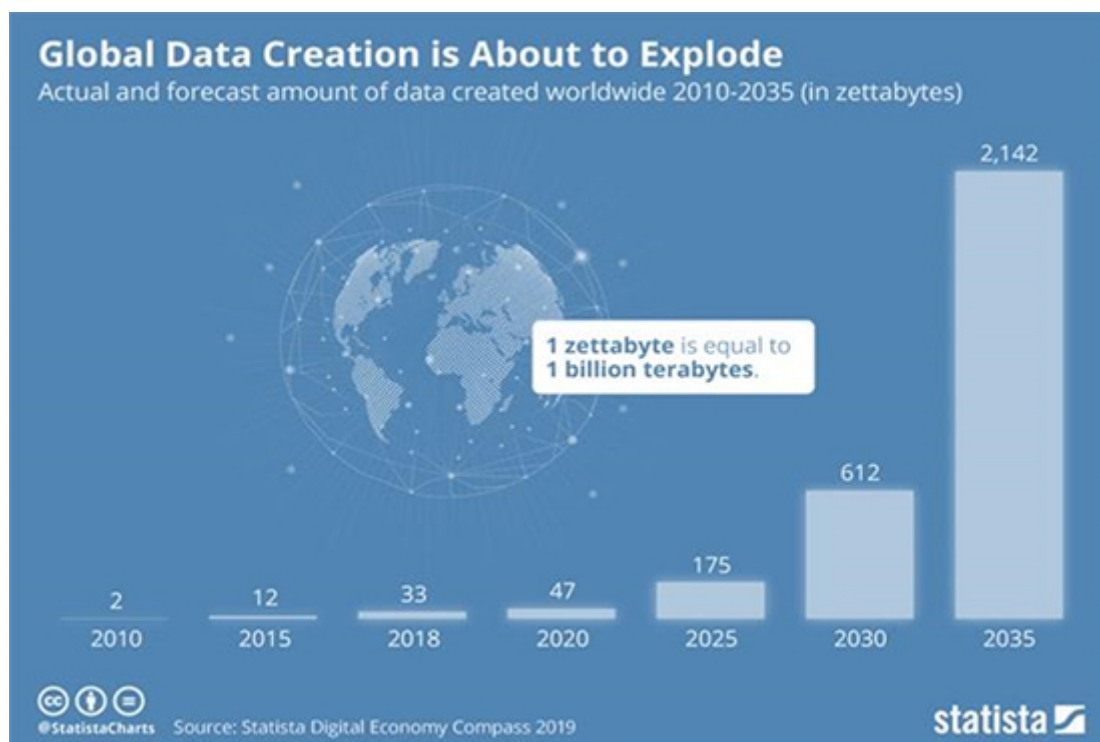 Global Data Creation is About to Explode
Actual and forecast amount of data created worldwide 2010-2035 (in zettabytes)
2,142
1 zettabyte is equal to
1 billion terabytes.
612
175
47
33
12
2
2010 2015 2018 2020 2025 2030 2035
cc
@StatistaCharts Source: Statista Digital Economy Compass 2019
statista